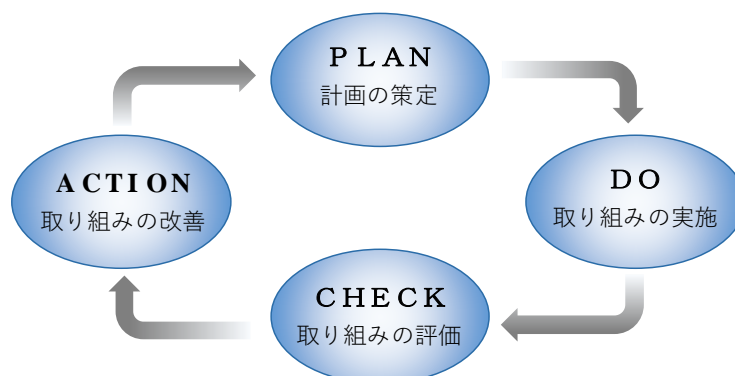 PLAN
計画の策定
DO
取り組みの実施
CHECK
取り組みの評価
ACTION
取り組みの改善